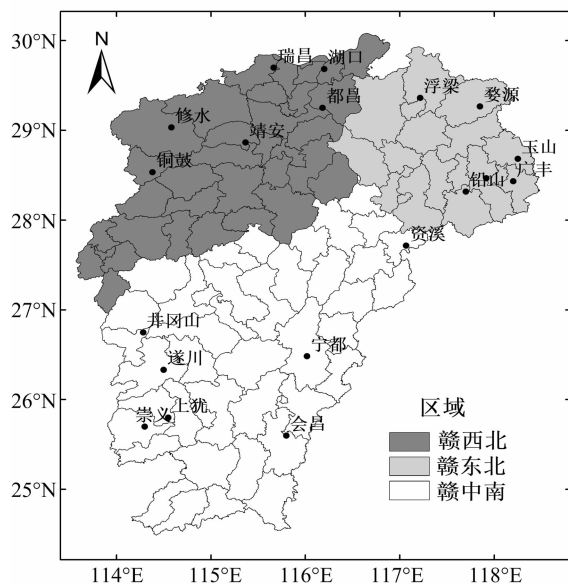 N
30°N
29°N
28°N
27°N
26°N
25°N
瑞昌
湖口
浮梁
婺源
都昌
修水
靖安
玉山
铜鼓
广丰
铅山
资溪
井冈山
宁都
遂川
上犹
崇义
会昌
区域
赣西北
赣东北
赣中南
114°E
115°E
116°E
117°E
118°E